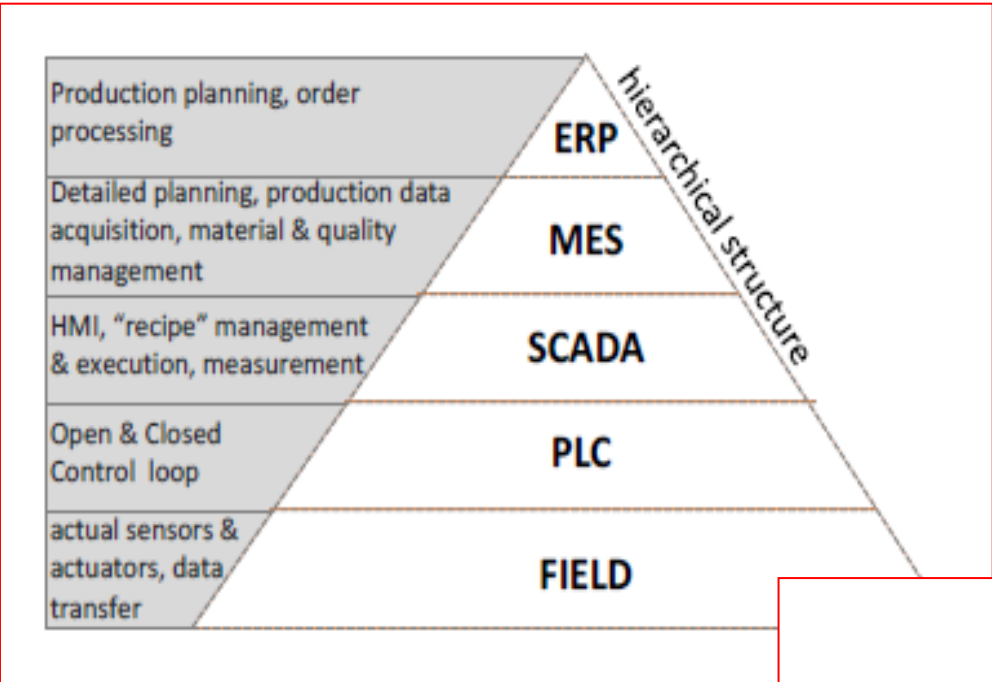 Production planning, order
processing
ERP
hierarchical structure
Detailed planning, production data
acquisition, material & quality
management
MES
HMI, “recipe” management
& execution, measurement
SCADA
Open & Closed
Control loop
PLC
actual sensors &
actuators, data
transfer
FIELD